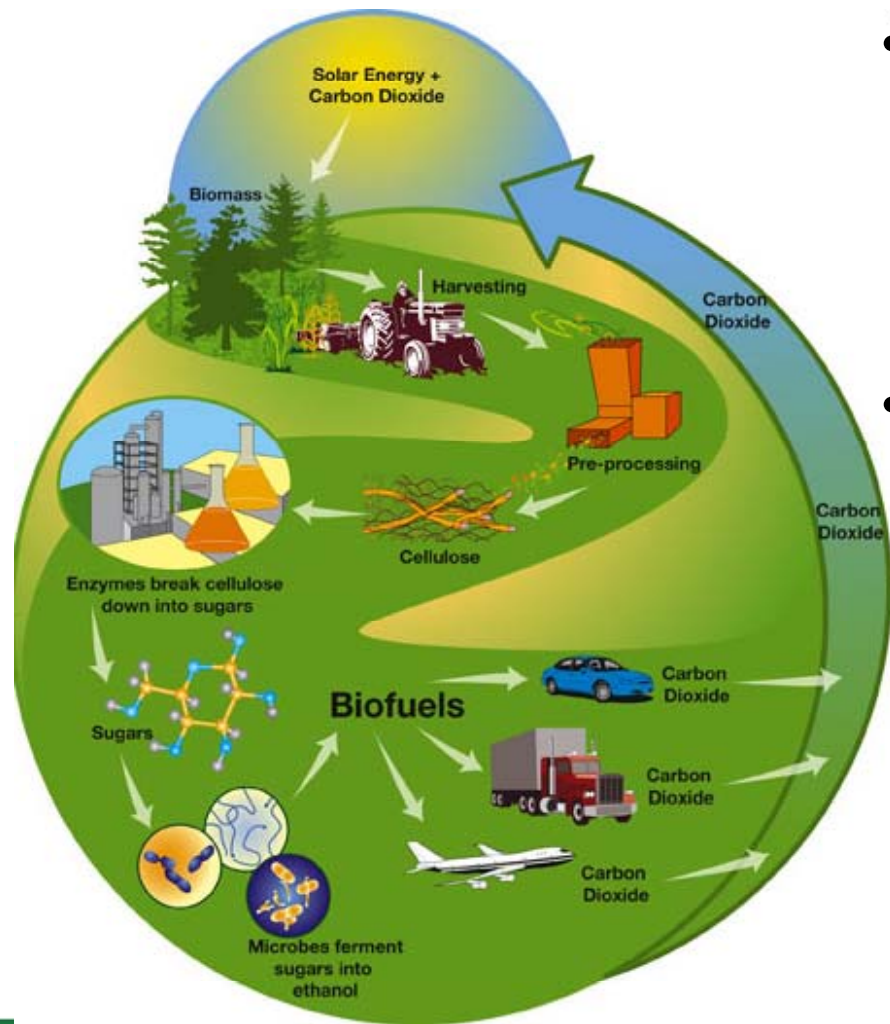 Solar Energy +
Carbon Dioxide
Biomass
Harvesting
Carbon
Dioxide
Pre-processing
Carbon
Dioxide
Cellulose
Enzymes break cellulose
down into sugars
Sugars
Biofuels
Carbon
Dioxide
Carbon
Dioxide
Carbon
Dioxide
Microbes ferment
sugars into
ethanol